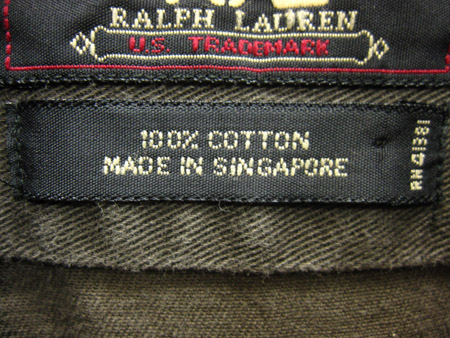 RALPH LAUREN
U.S. TRADEMARK
100% COTTON
MADE IN SINGAPORE
RN 41381